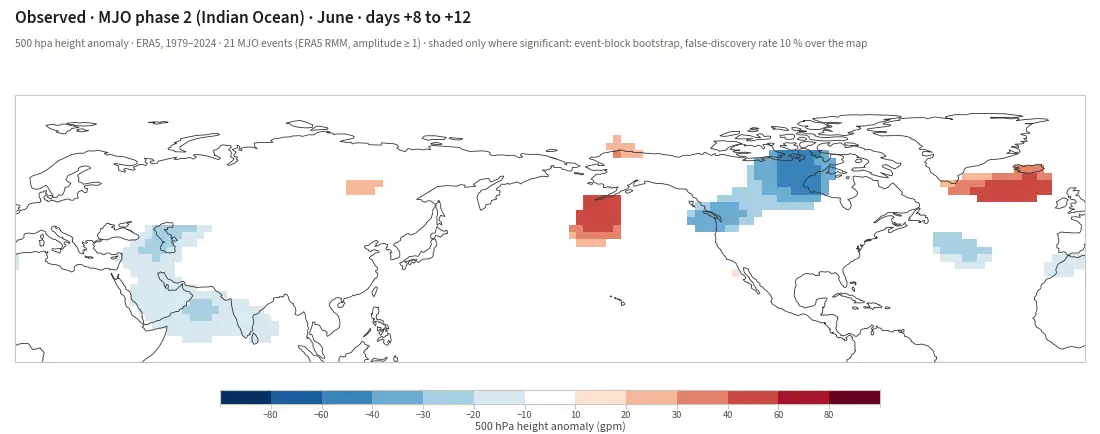 Observed · MJO phase 2 (Indian Ocean) · June · days +8 to +12
500 hpa height anomaly · ERA5, 1979–2024 · 21 MJO events (ERA5 RMM, amplitude ≥ 1) · shaded only where significant: event-block bootstrap, false-discovery rate 10 % over the map
−80 −60 −40 −30 −20 −10 10 20 30 40 60 80
500 hPa height anomaly (gpm)